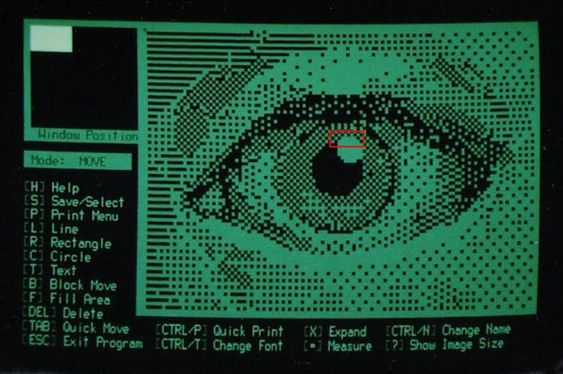 Window Position
Mode: MOVE
[H] Help
[S] Save/Select
[P] Print Menu
[L] Line
[R] Rectangle
[C] Circle
[T] Text
[B] Block Move
[F] Fill Area
[DEL] Delete
[TAB] Quick Move
[ESC] Exit Program
[CTRL/P] Quick Print
[X] Expand
[CTRL/N] Change Name
[CTRL/T] Change Font
[=] Measure
[?] Show Image Size